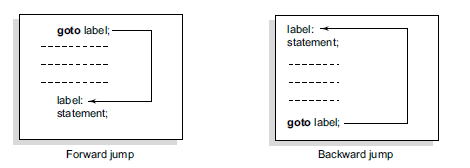 goto label;
label:
statement;
Forward jump
label:
statement;
goto label;
Backward jump